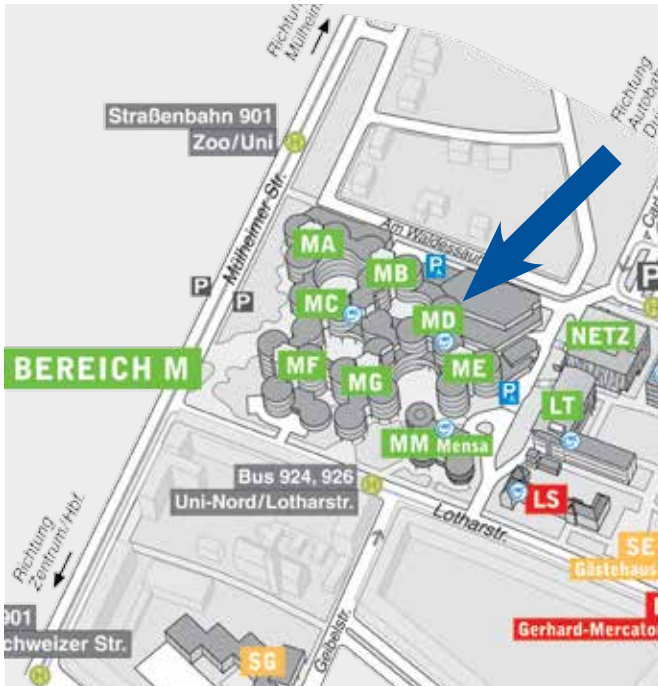 Richtung
Mülheim
Richtung
Straßenbahn 901
Zoo/Uni
Mülheimer Str.
Am Waldessaum
P
P
P
P
P
MA
MB
MC
MD
NETZ
BEREICH M
MF
MG
ME
LT
MM Mensa
Bus 924, 926
Uni-Nord/Lotharstr.
LS
Lotharstr.
Richtung
Zentrum/Hbf.
SE
Gästehaus
901
chweizer Str.
Geibelstr.
SG
Gerhard-Mercator
H
H
H
H